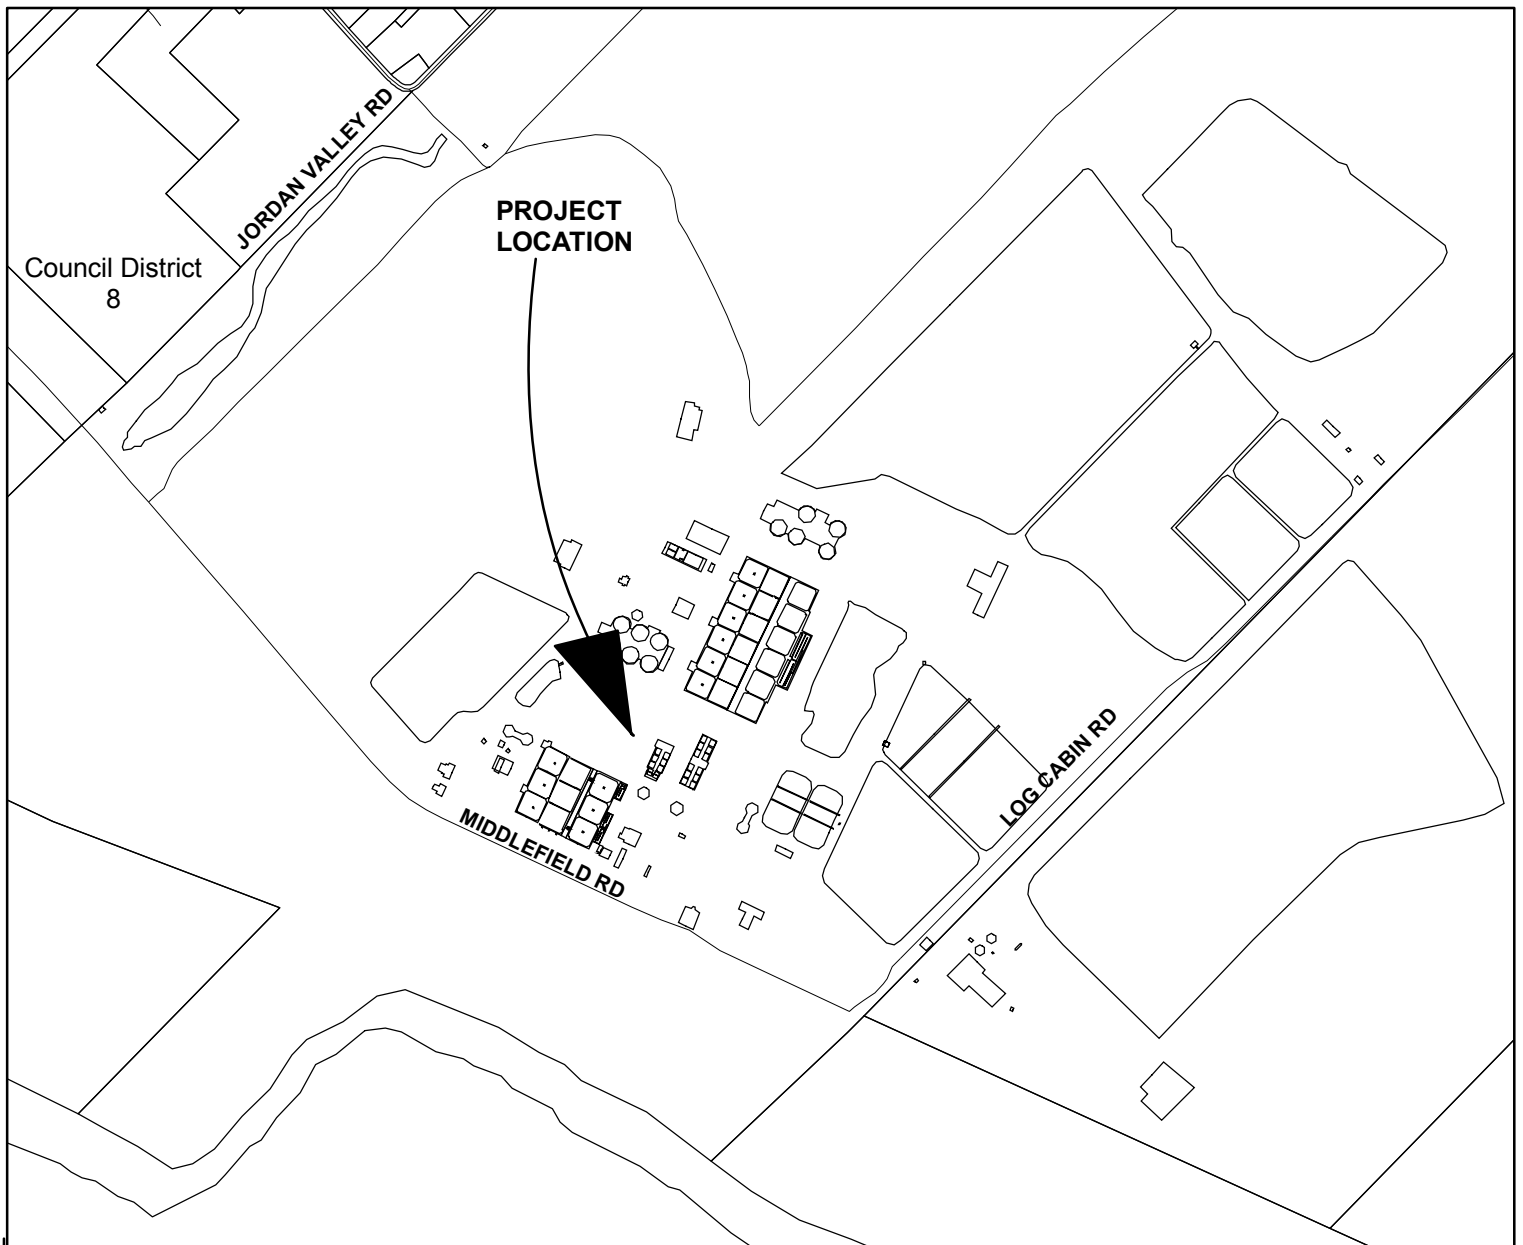 JORDAN VALLEY RD
PROJECT
LOCATION
Council District
8
LOG CABIN RD
MIDDLEFIELD RD